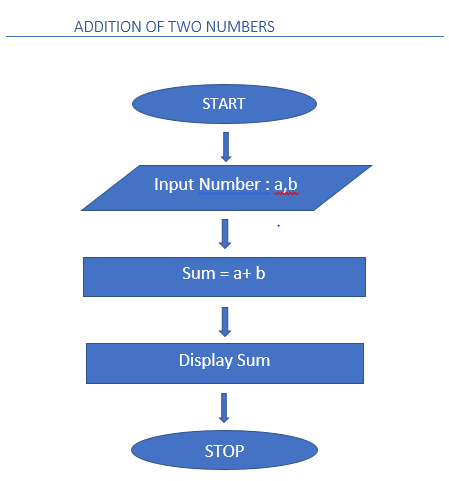 ADDITION OF TWO NUMBERS
START
Input Number : a,b
Sum = a+ b
Display Sum
STOP